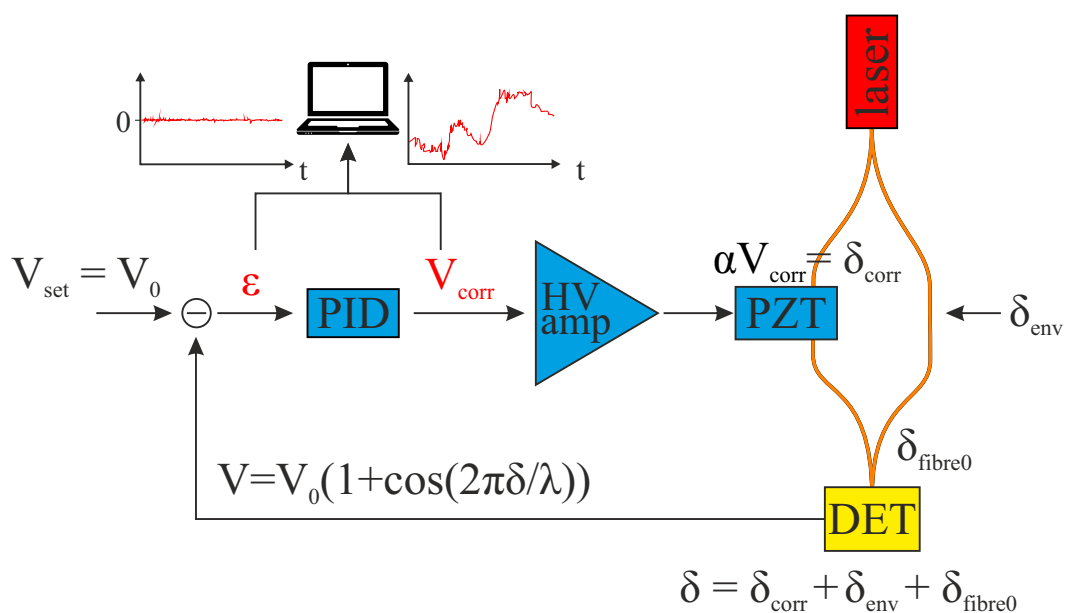 laser
0
t
t
V_set = V_0
ε
V_corr
αV_corr = δ_corr
PID
HV
amp
PZT
δ_env
δ_fibre0
V=V_0(1+cos(2πδ/λ))
DET
δ = δ_corr + δ_env + δ_fibre0